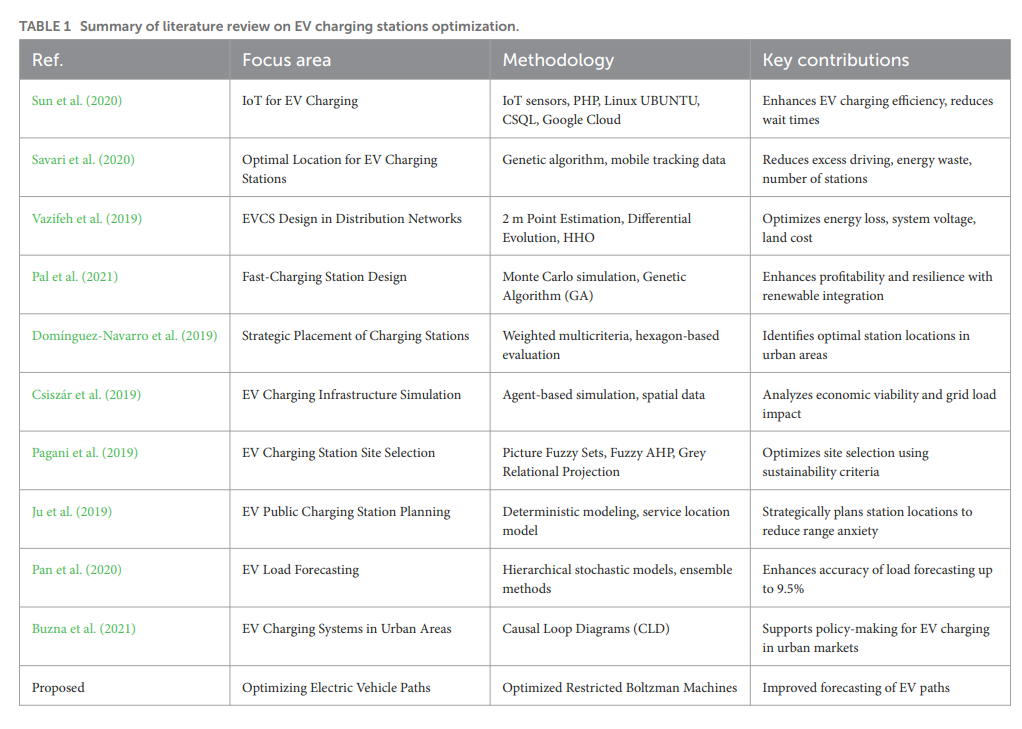 TABLE 1 Summary of literature review on EV charging stations optimization.
Ref. Focus area Methodology Key contributions
Sun et al. (2020) IoT for EV Charging IoT sensors, PHP, Linux UBUNTU, Enhances EV charging efficiency, reduces
CSQL, Google Cloud wait times
Savari et al. (2020) Optimal Location for EV Charging Genetic algorithm, mobile tracking data Reduces excess driving, energy waste,
Stations number of stations
Vazifeh et al. (2019) EVCS Design in Distribution Networks 2 m Point Estimation, Differential Optimizes energy loss, system voltage,
Evolution, HHO land cost
Pal et al. (2021) Fast-Charging Station Design Monte Carlo simulation, Genetic Enhances profitability and resilience with
Algorithm (GA) renewable integration
Domínguez-Navarro et al. (2019) Strategic Placement of Charging Stations Weighted multicriteria, hexagon-based Identifies optimal station locations in
evaluation urban areas
Csiszár et al. (2019) EV Charging Infrastructure Simulation Agent-based simulation, spatial data Analyzes economic viability and grid load
impact
Pagani et al. (2019) EV Charging Station Site Selection Picture Fuzzy Sets, Fuzzy AHP, Grey Optimizes site selection using
Relational Projection sustainability criteria
Ju et al. (2019) EV Public Charging Station Planning Deterministic modeling, service location Strategically plans station locations to
model reduce range anxiety
Pan et al. (2020) EV Load Forecasting Hierarchical stochastic models, ensemble Enhances accuracy of load forecasting up
methods to 9.5%
Buzna et al. (2021) EV Charging Systems in Urban Areas Causal Loop Diagrams (CLD) Supports policy-making for EV charging
in urban markets
Proposed Optimizing Electric Vehicle Paths Optimized Restricted Boltzman Machines Improved forecasting of EV paths